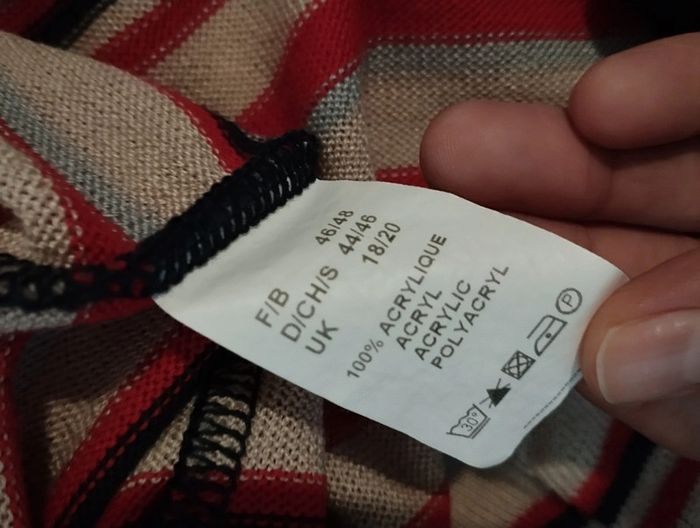 F/B 46/48
D/CH/S 44/46
UK 18/20
100% ACRYLIQUE
ACRYL
ACRYLIC
POLYACRYL
30° P